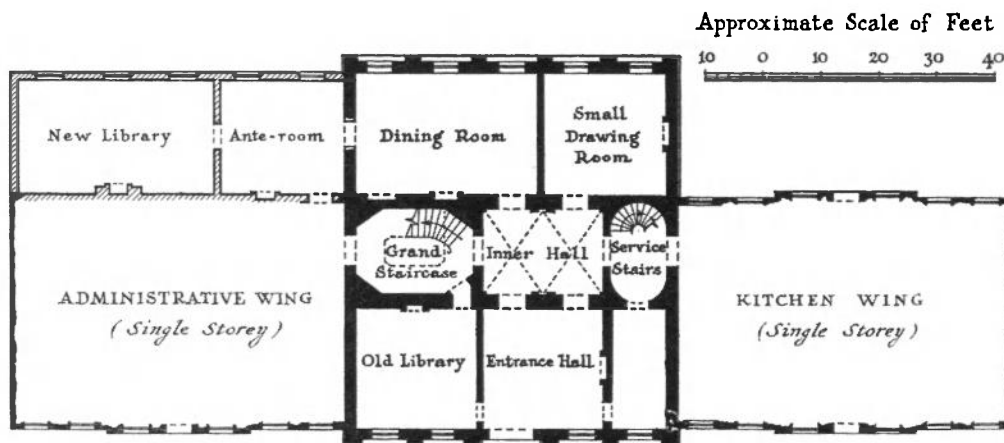 Approximate Scale of Feet
10 0 10 20 30 40
New Library
Ante-room
Dining Room
Small
Drawing
Room
Grand
Staircase
Inner Hall
Service
Stairs
ADMINISTRATIVE WING
(Single Storey)
KITCHEN WING
(Single Storey)
Old Library
Entrance Hall